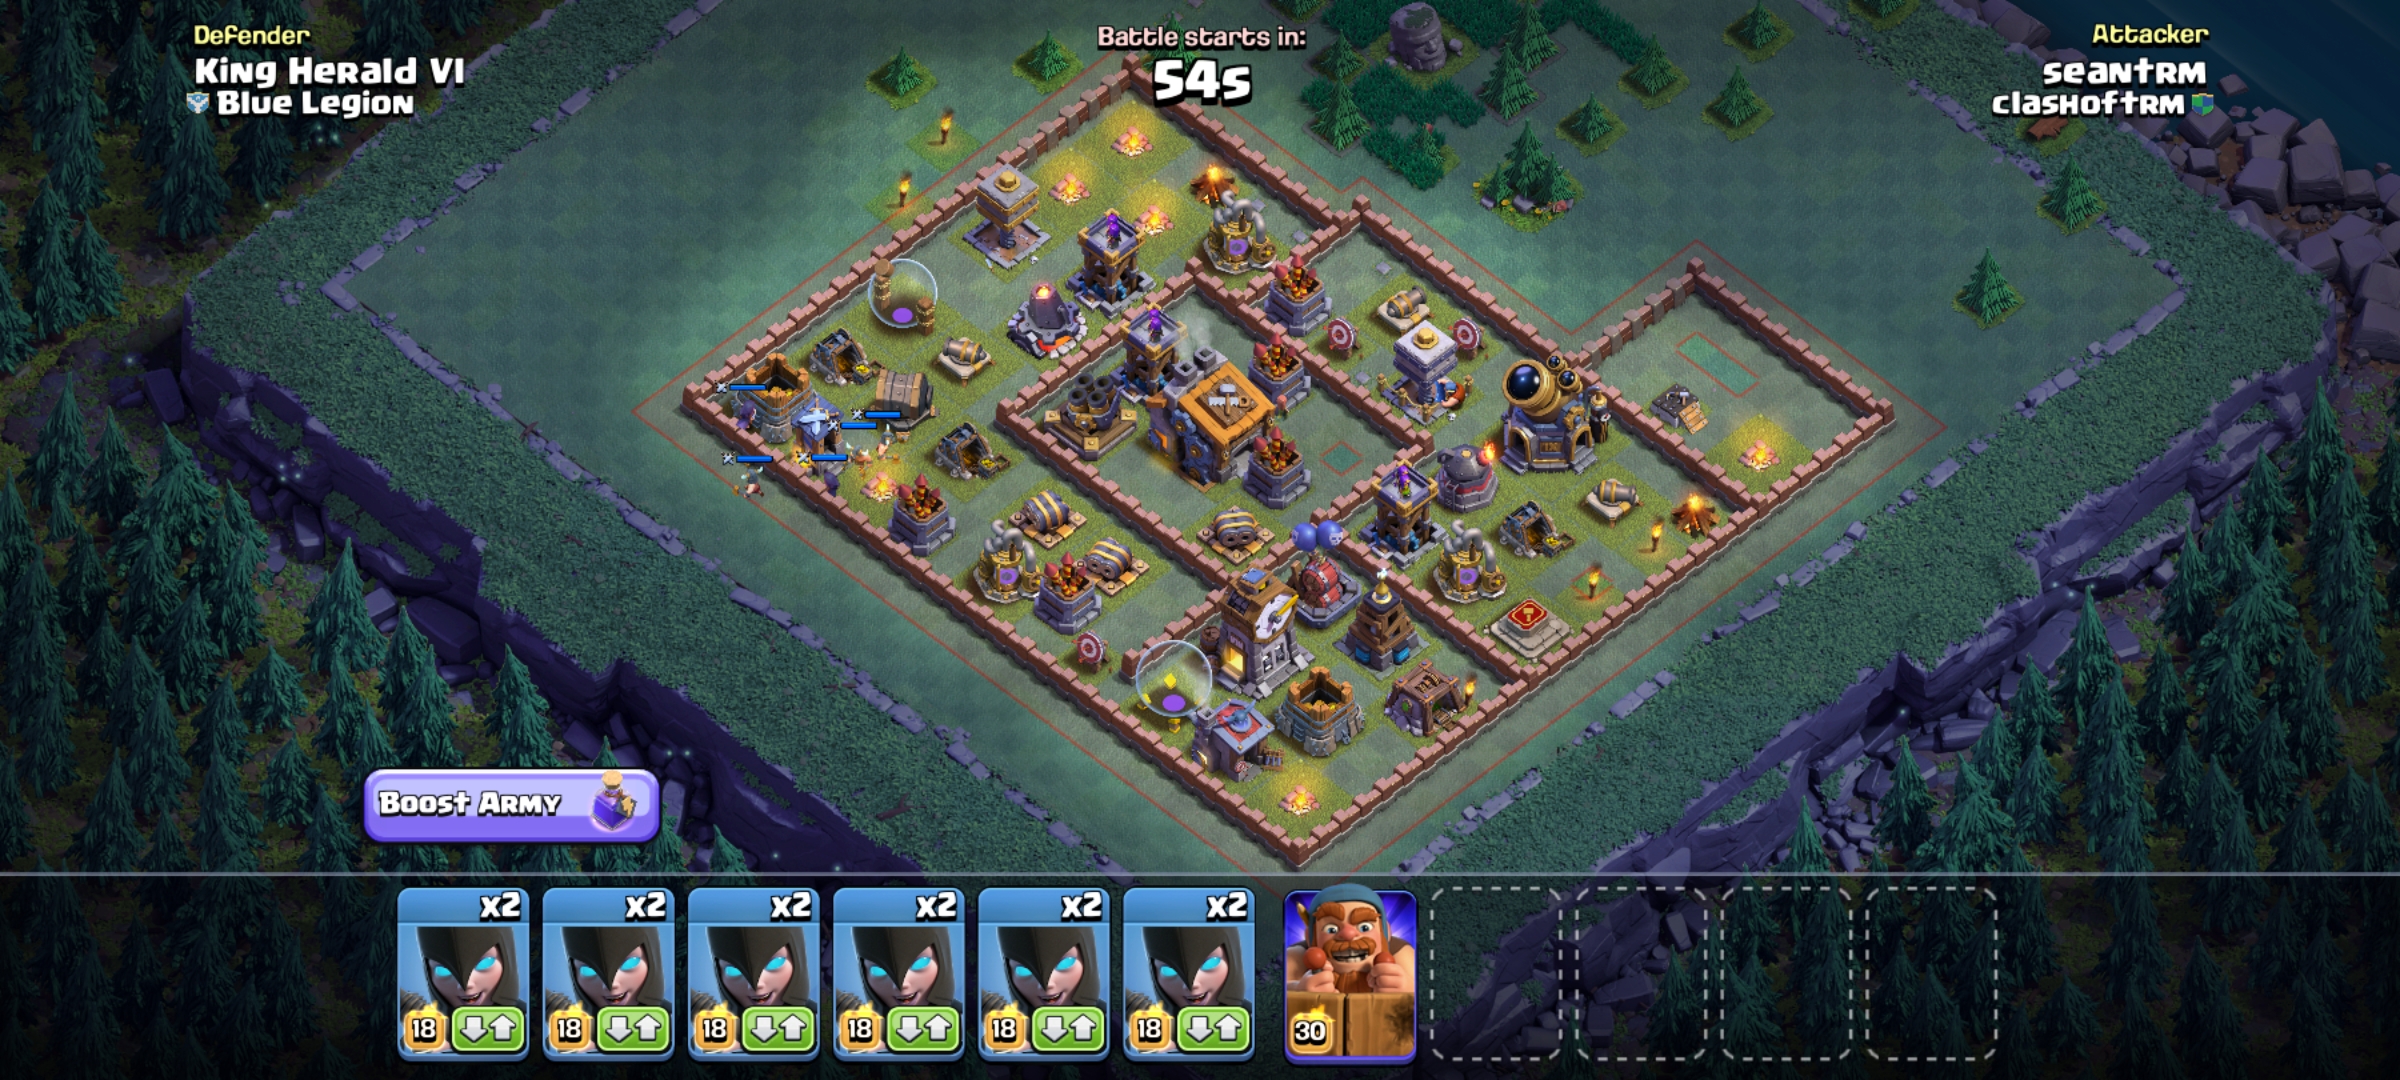 Defender
King Herald VI
Blue Legion
Battle starts in:
54s
Attacker
seantRM
clashoftRM
Boost Army
x2
x2
x2
x2
x2
x2
18
18
18
18
18
18
30